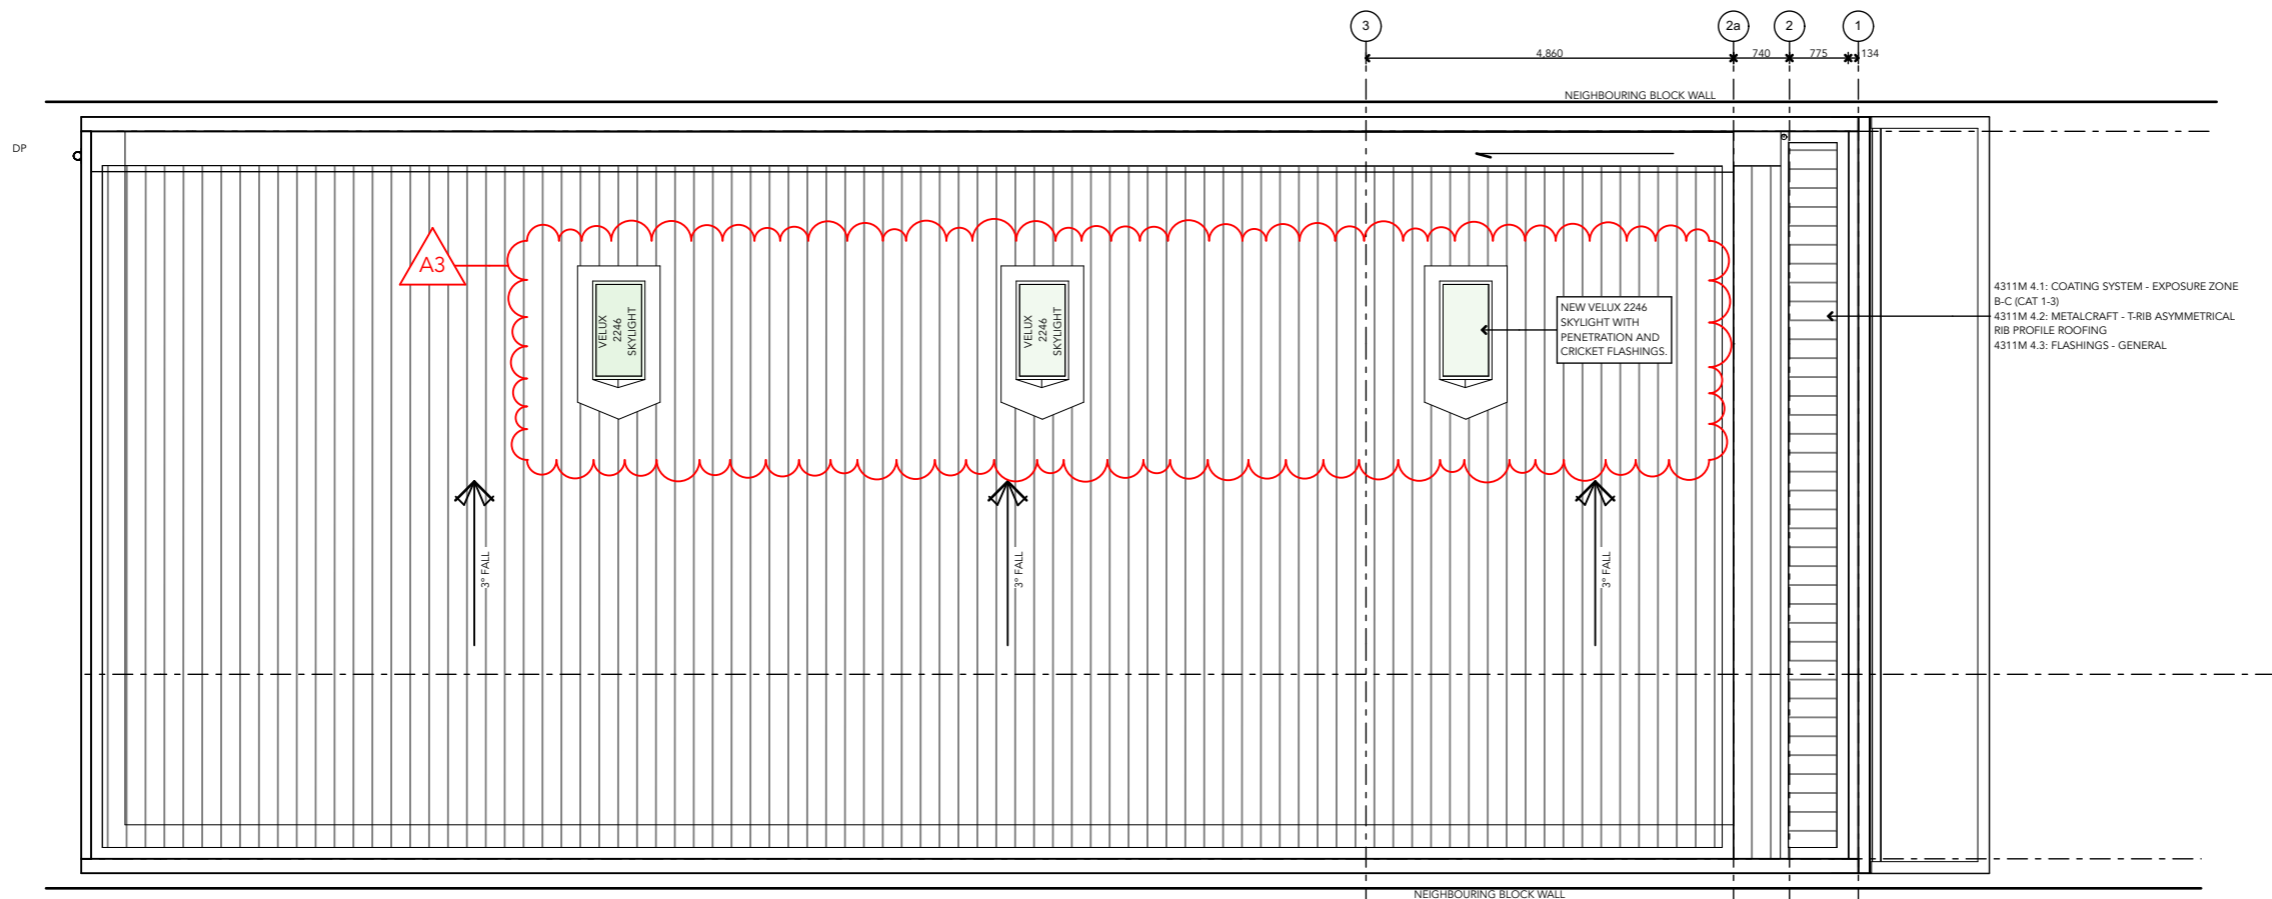 3
2a
2
1
4,860
740
775
134
NEIGHBOURING BLOCK WALL
DP
A3
VELUX
2246
SKYLIGHT
VELUX
2246
SKYLIGHT
NEW VELUX 2246
SKYLIGHT WITH
PENETRATION AND
CRICKET FLASHINGS.
4311M 4.1: COATING SYSTEM - EXPOSURE ZONE
B-C (CAT 1-3)
4311M 4.2: METALCRAFT - T-RIB ASYMMETRICAL
RIB PROFILE ROOFING
4311M 4.3: FLASHINGS - GENERAL
3° FALL
3° FALL
3° FALL
NEIGHBOURING BLOCK WALL